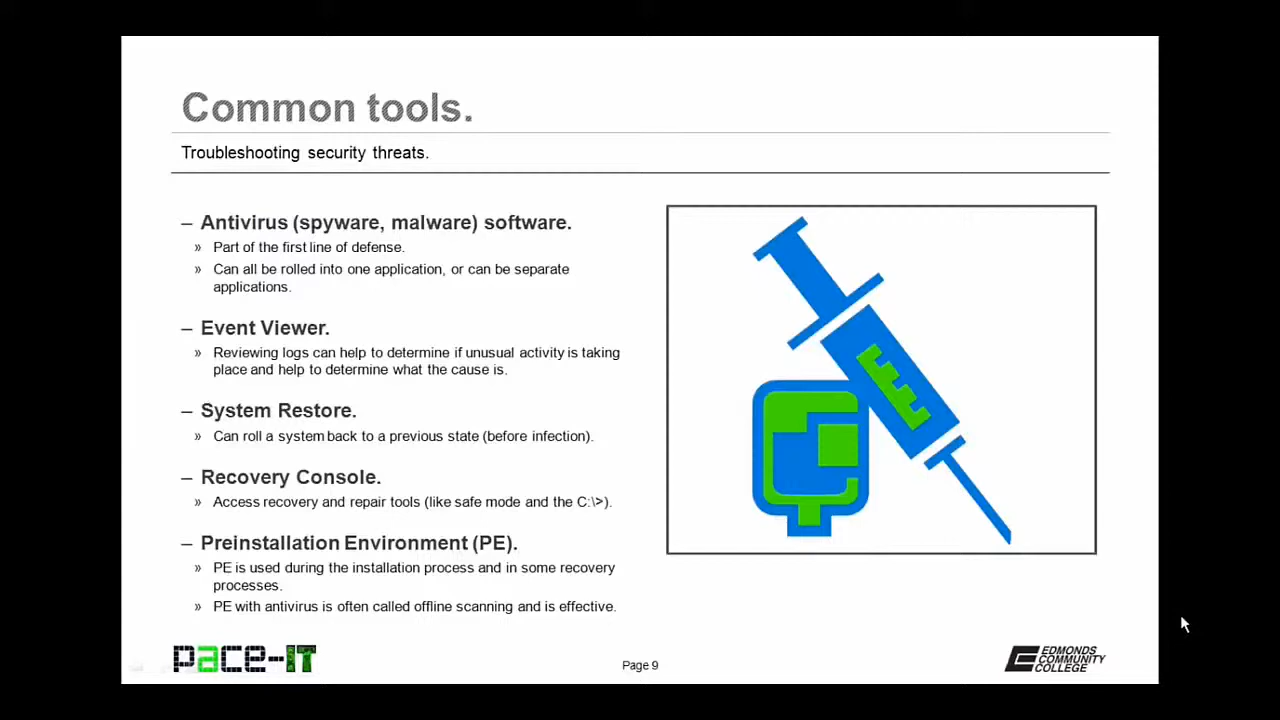 Common tools.
Troubleshooting security threats.
– Antivirus (spyware, malware) software.
» Part of the first line of defense.
» Can all be rolled into one application, or can be separate
applications.
– Event Viewer.
» Reviewing logs can help to determine if unusual activity is taking
place and help to determine what the cause is.
– System Restore.
» Can roll a system back to a previous state (before infection).
– Recovery Console.
» Access recovery and repair tools (like safe mode and the C:\>).
– Preinstallation Environment (PE).
» PE is used during the installation process and in some recovery
processes.
» PE with antivirus is often called offline scanning and is effective.
pace-IT
Page 9
EDMONDS
COMMUNITY
COLLEGE